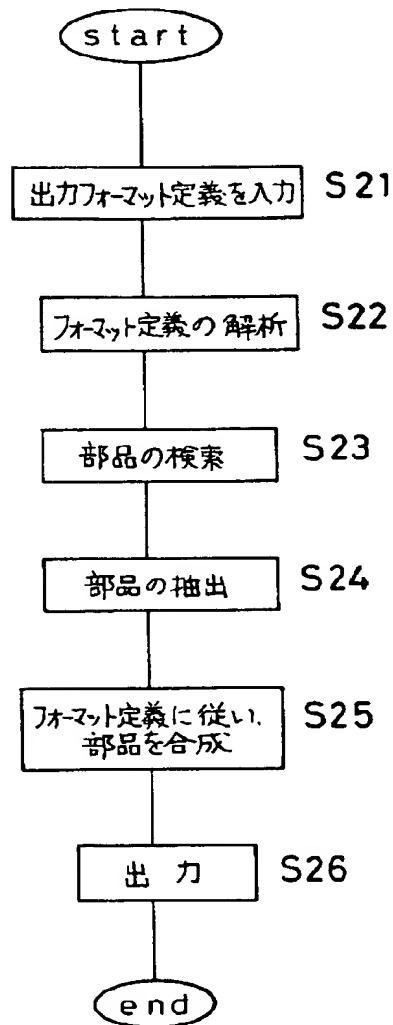 start
出力フォーマット定義を入力 S21
フォーマット定義の解析 S22
部品の検索 S23
部品の抽出 S24
フォーマット定義に従い、
部品を合成 S25
出力 S26
end